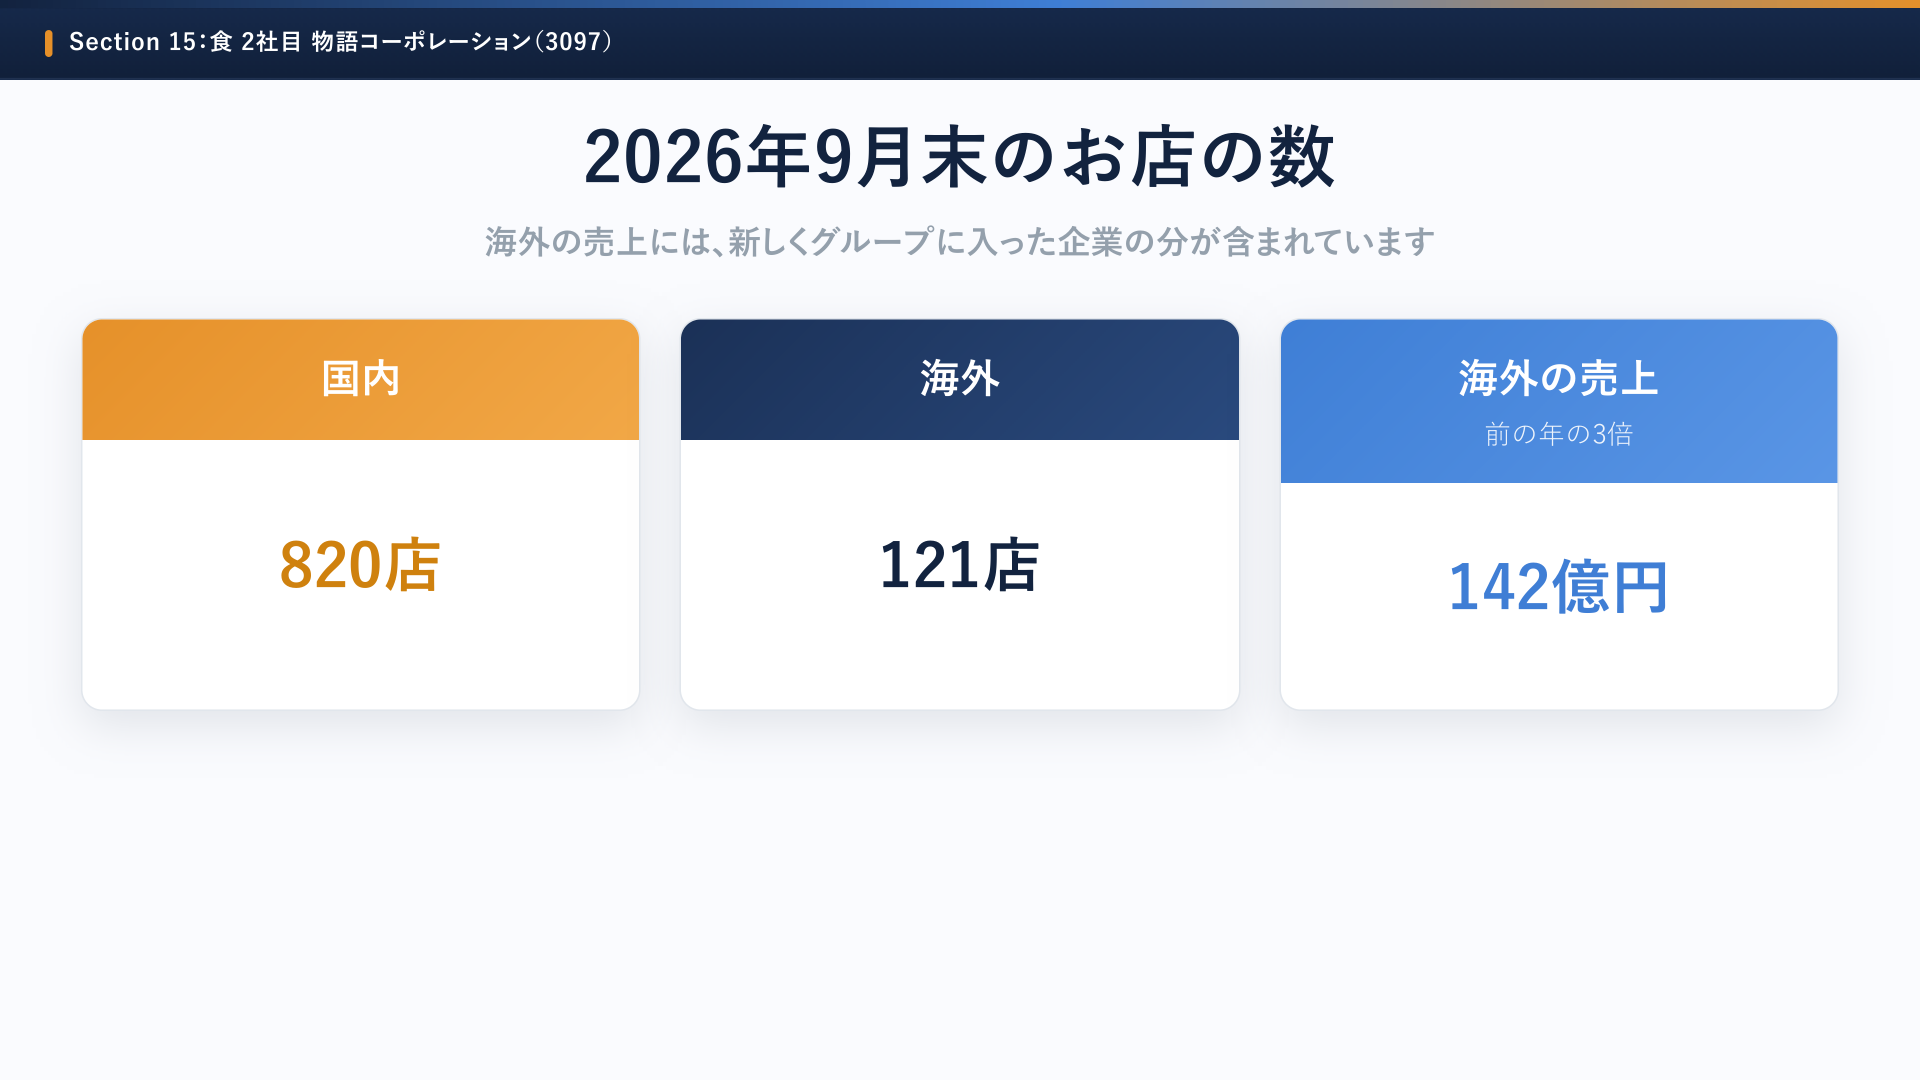 Section 15：食 2社目 物語コーポレーション（3097）
2026年9月末のお店の数
海外の売上には、新しくグループに入った企業の分が含まれています
国内
820店
海外
121店
海外の売上
前の年の3倍
142億円